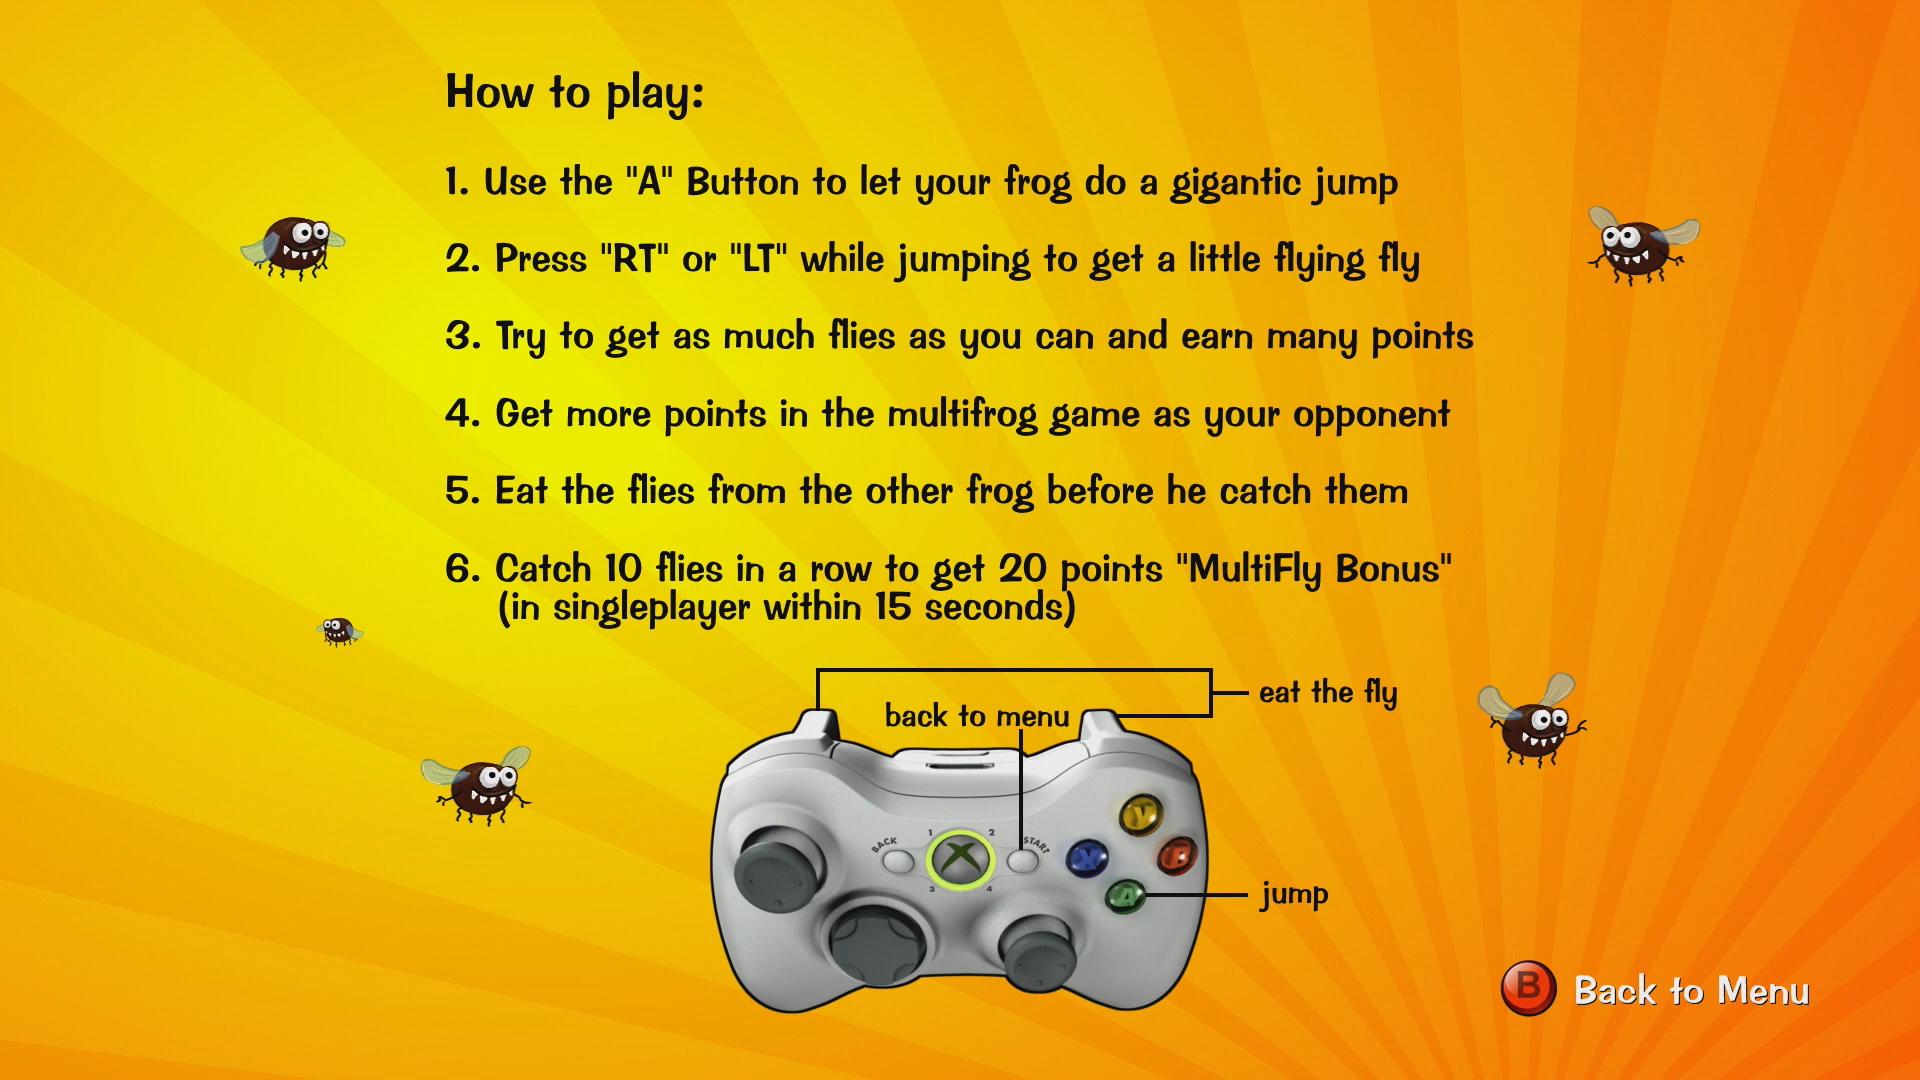 How to play:
1. Use the "A" Button to let your frog do a gigantic jump
2. Press "RT" or "LT" while jumping to get a little flying fly
3. Try to get as much flies as you can and earn many points
4. Get more points in the multifrog game as your opponent
5. Eat the flies from the other frog before he catch them
6. Catch 10 flies in a row to get 20 points "MultiFly Bonus"
(in singleplayer within 15 seconds)
eat the fly
back to menu
Y
1 2
BACK START
X B
3 4
A
jump
B Back to Menu